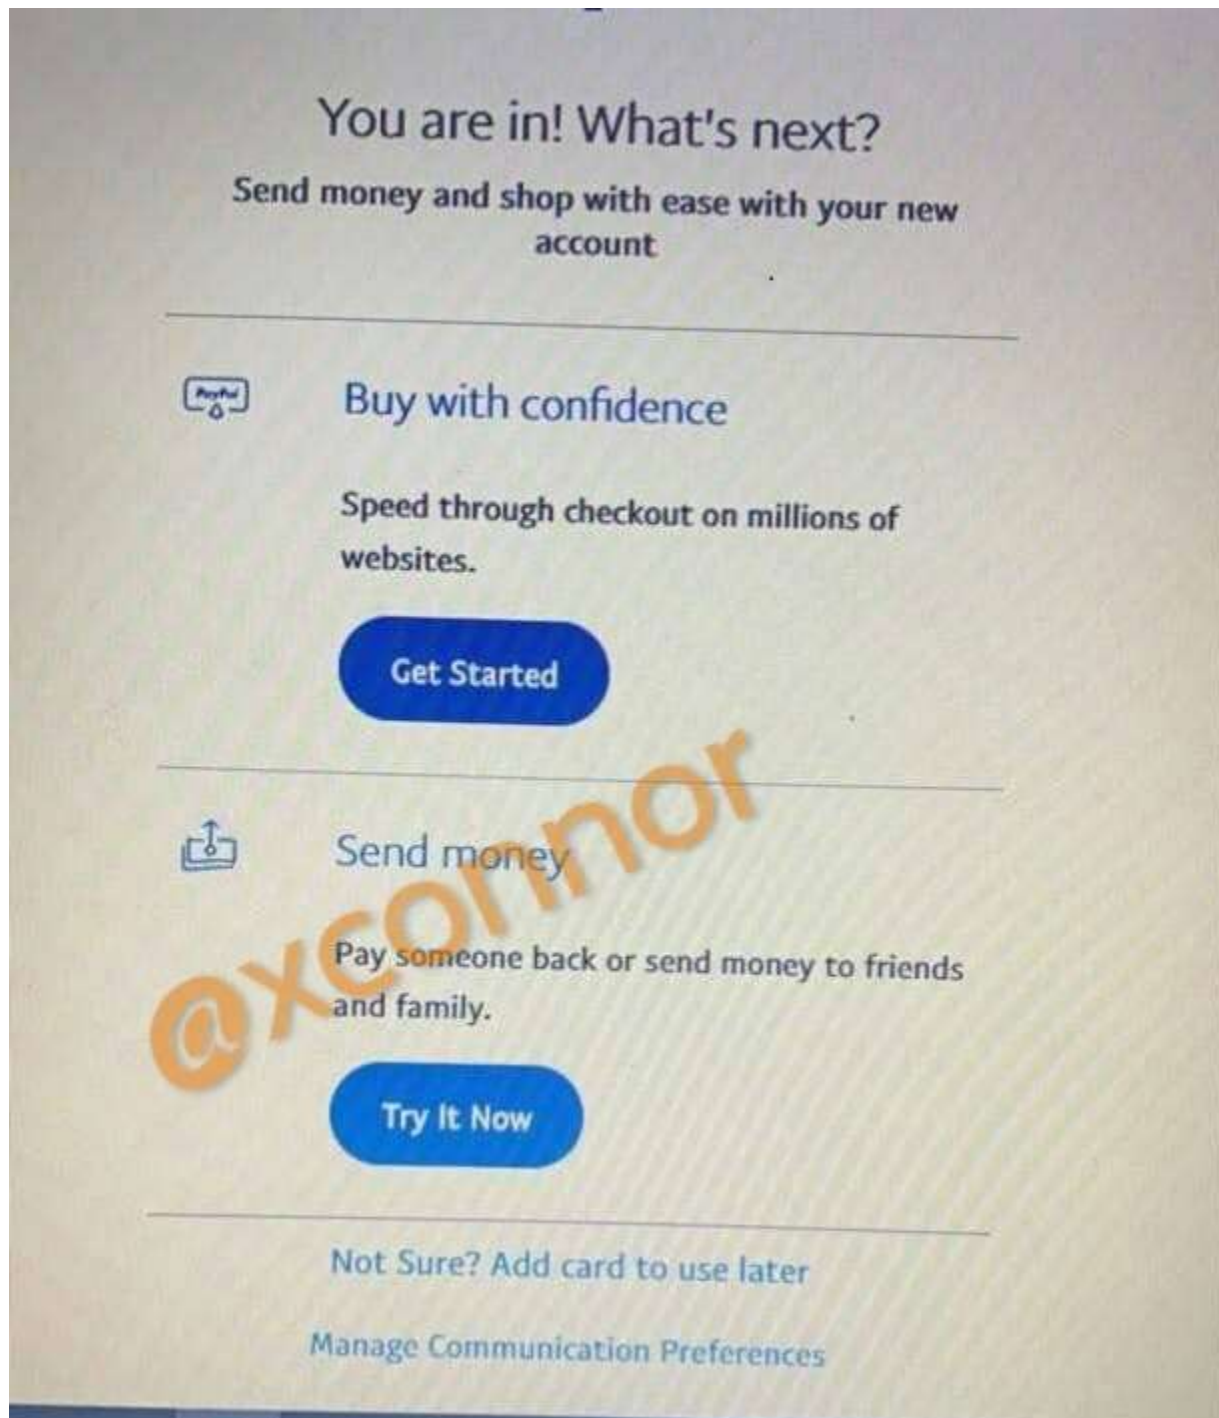 You are in! What's next?
Send money and shop with ease with your new
account
PayPal
Buy with confidence
Speed through checkout on millions of
websites.
Get Started
Send money
Pay someone back or send money to friends
and family.
@xconnor
Try It Now
Not Sure? Add card to use later
Manage Communication Preferences